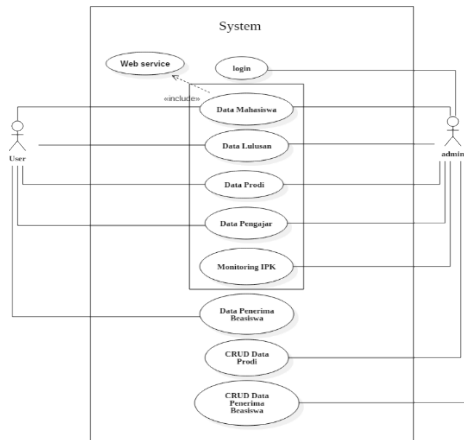 System
Web service
login
«include»
Data Mahasiswa
User
Data Lulusan
admin
Data Prodi
Data Pengajar
Monitoring IPK
Data Penerima
Beasiswa
CRUD Data
Prodi
CRUD Data
Penerima
Beasiswa